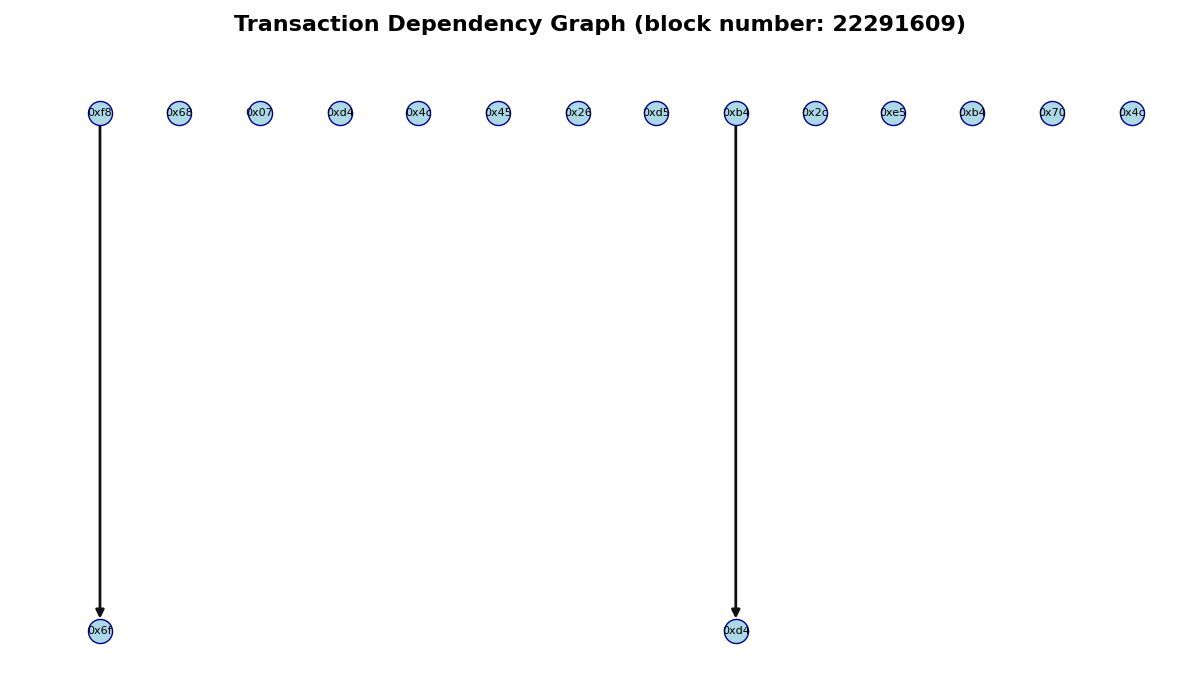 Transaction Dependency Graph (block number: 22291609)
0xf8 0x68 0x07 0xd4 0x4c 0x45 0x26 0xd5 0xb4 0x2c 0xe5 0xb4 0x70 0x4c
0x6f 0xd4